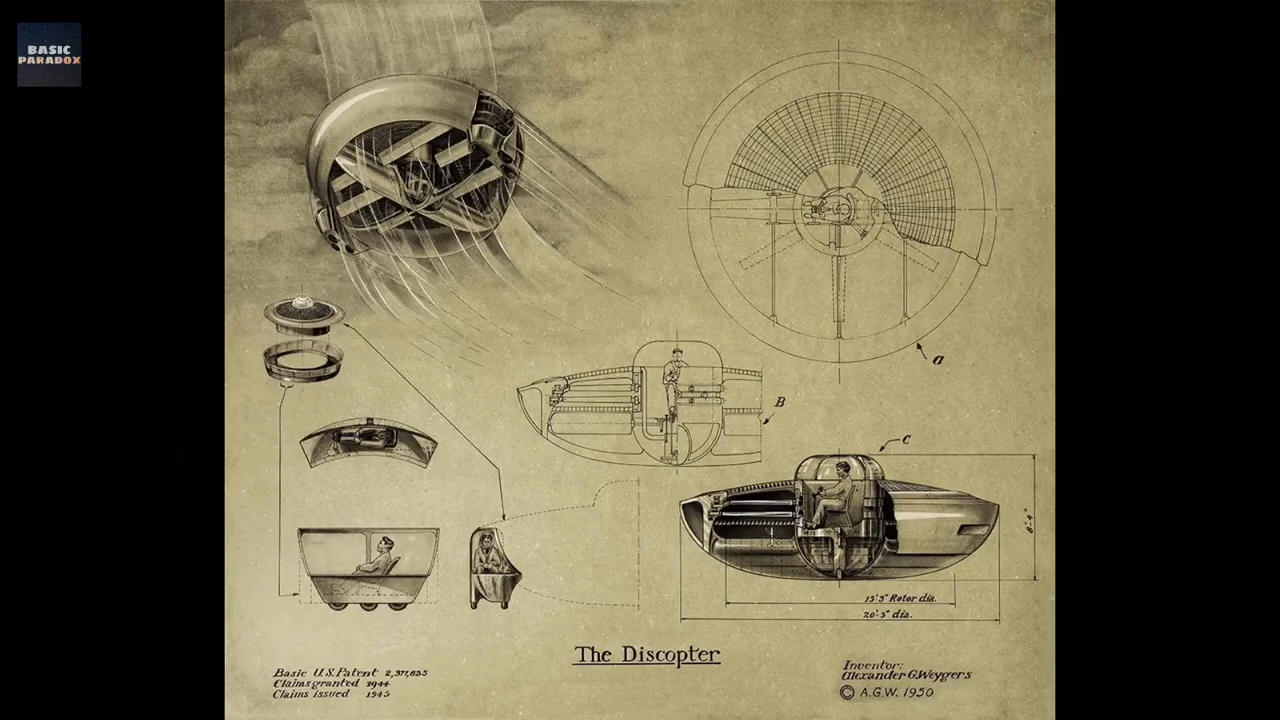 BASIC
PARADOX
a
B
C
8'-4"
15'3" Rotor dia.
20'-3" dia.
The Discopter
Basic U.S. Patent 2,377,835
Claims granted 1944
Claims issued 1945
Inventor:
Alexander G. Weygers
© A.G.W. 1950